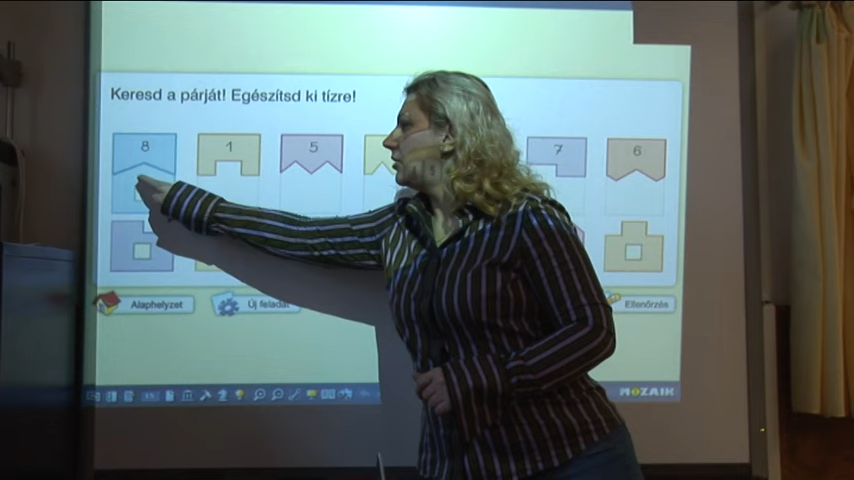 Keresd a párját! Egészítsd ki tízre!
8 1 5 7 6
Alaphelyzet Új feladat Ellenőrzés
MOZAIK